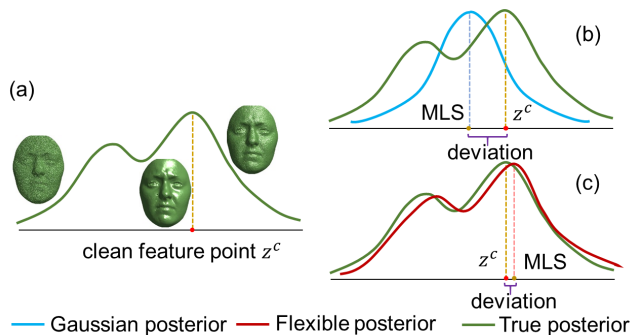 (a)
clean feature point z^c
(b)
MLS
z^c
deviation
(c)
z^c
MLS
deviation
Gaussian posterior
Flexible posterior
True posterior